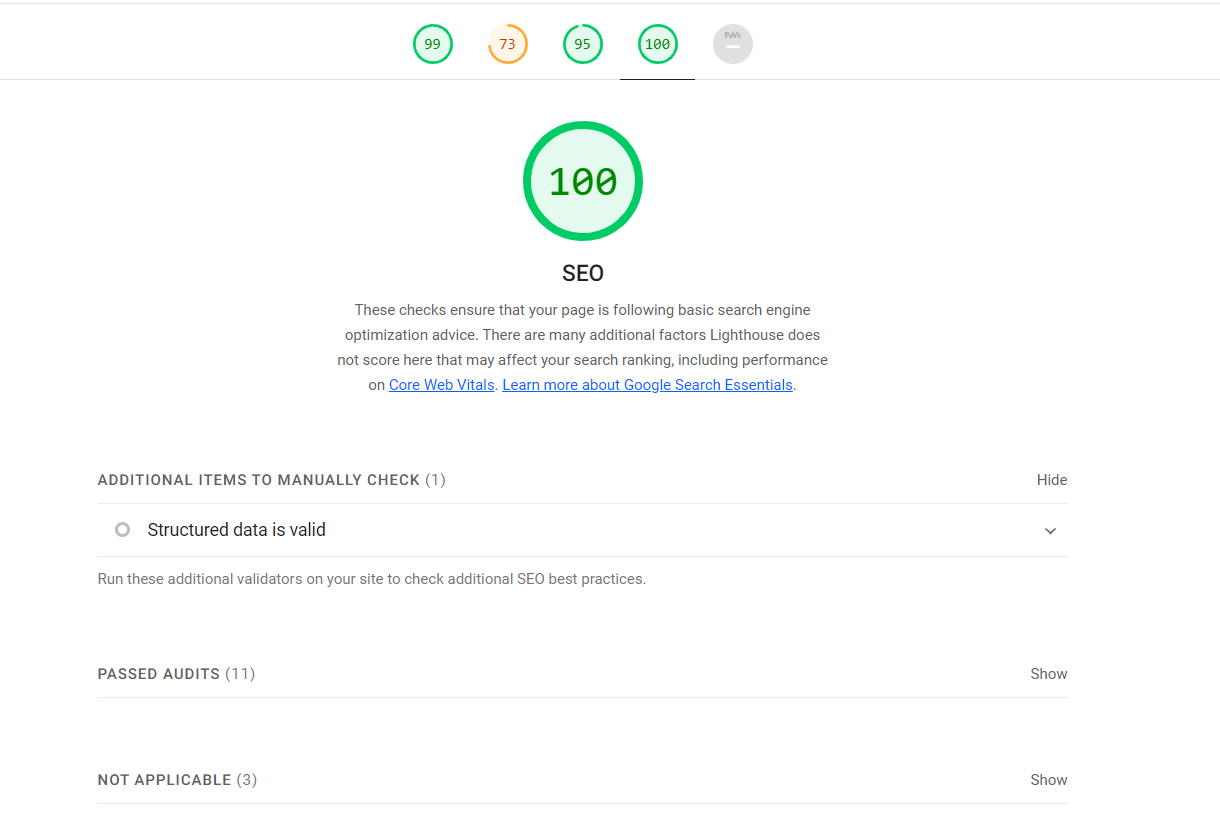 99 73 95 100 PWA
100
SEO
These checks ensure that your page is following basic search engine
optimization advice. There are many additional factors Lighthouse does
not score here that may affect your search ranking, including performance
on Core Web Vitals. Learn more about Google Search Essentials.
ADDITIONAL ITEMS TO MANUALLY CHECK (1) Hide
Structured data is valid
Run these additional validators on your site to check additional SEO best practices.
PASSED AUDITS (11) Show
NOT APPLICABLE (3) Show